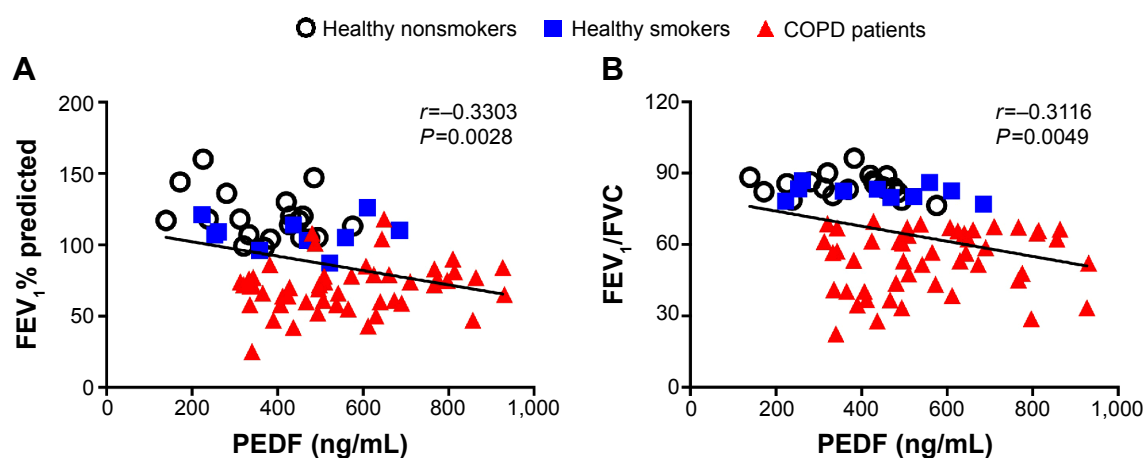 Healthy nonsmokers Healthy smokers COPD patients
A
r=–0.3303
P=0.0028
FEV₁% predicted
200
150
100
50
0
0 200 400 600 800 1,000
PEDF (ng/mL)
B
r=–0.3116
P=0.0049
FEV₁/FVC
120
90
60
30
0
0 200 400 600 800 1,000
PEDF (ng/mL)